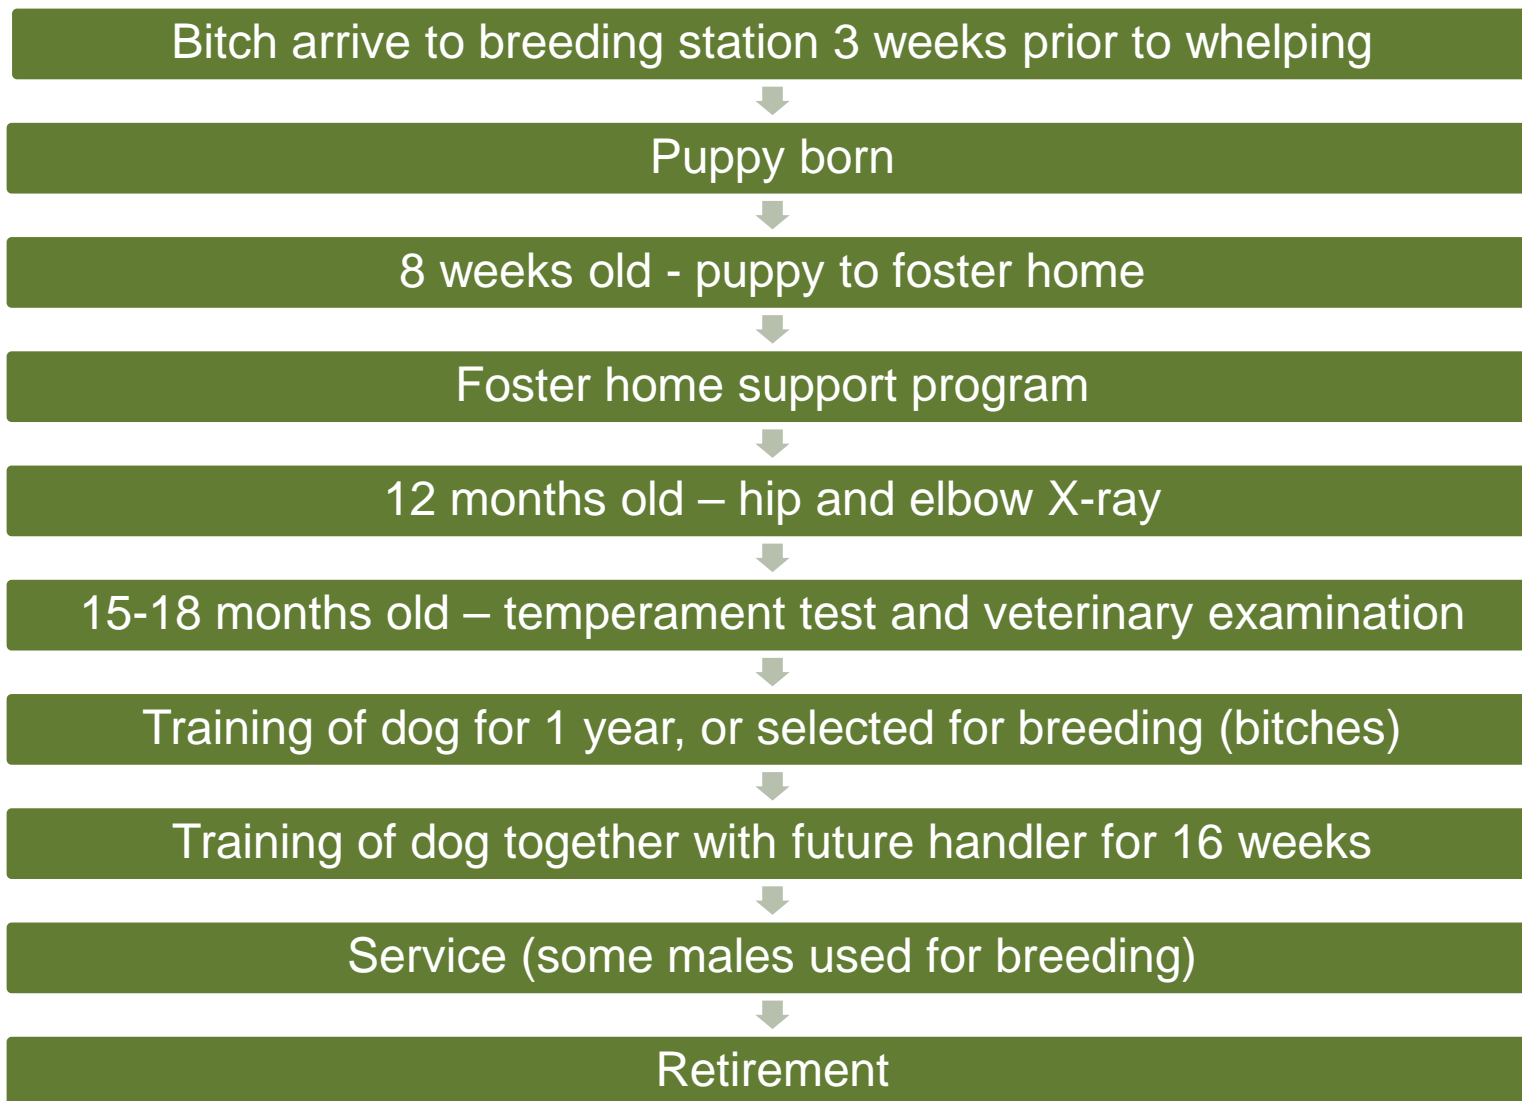 Bitch arrive to breeding station 3 weeks prior to whelping
Puppy born
8 weeks old - puppy to foster home
Foster home support program
12 months old – hip and elbow X-ray
15-18 months old – temperament test and veterinary examination
Training of dog for 1 year, or selected for breeding (bitches)
Training of dog together with future handler for 16 weeks
Service (some males used for breeding)
Retirement